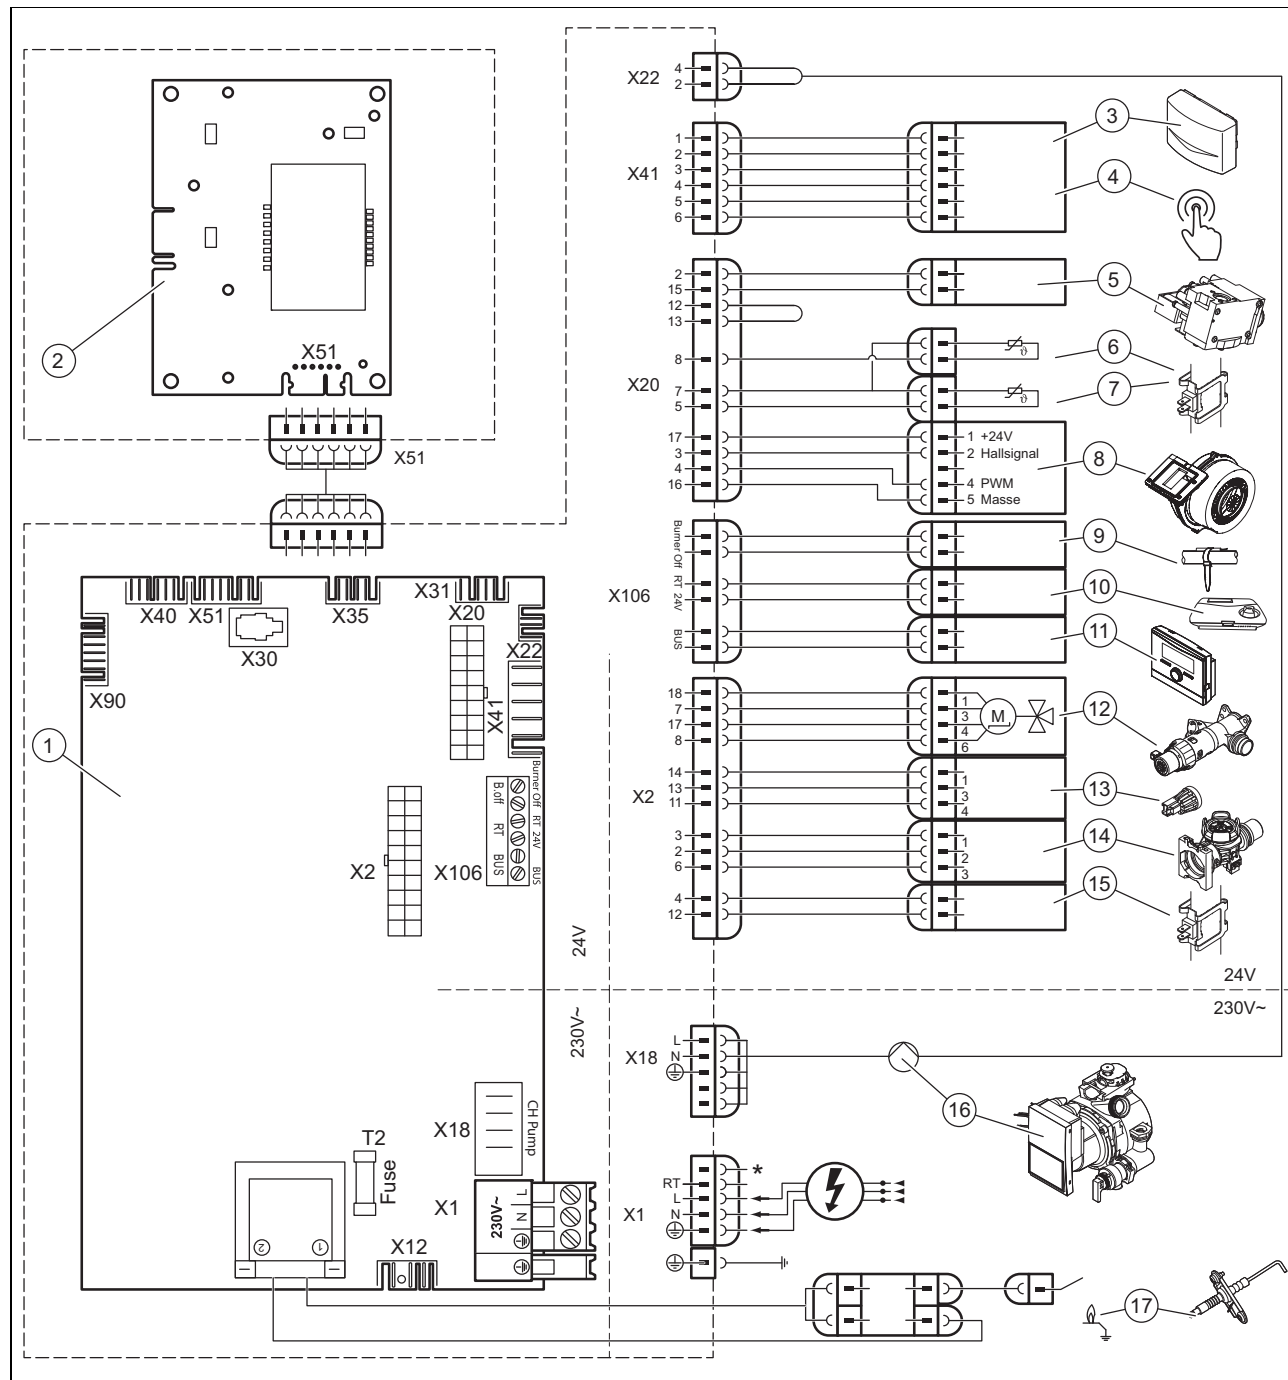 X22
4
2
3
X41
1
2
3
4
5
6
4
2
X51
X51
X20
2
15
12
13
8
7
5
17
3
4
16
5
ϑ
6
ϑ
7
1 +24V
2 Hallsignal
4 PWM
5 Masse
8
X106
Burner Off
RT
24V
BUS
9
10
11
X40
X51
X30
X35
X31
X20
X22
X41
X90
1
X2
X106
B.off
RT
BUS
Burner Off
RT
24V
BUS
X2
18
7
17
8
1
3
4
6
M
12
14
13
11
1
3
4
13
3
2
6
1
2
3
14
4
12
15
24V
230V~
24V
230V~
X18
L
N
16
X18
CH Pump
T2
Fuse
X1
230V~
L
N
X12
2
1
X1
*
RT
L
N
17